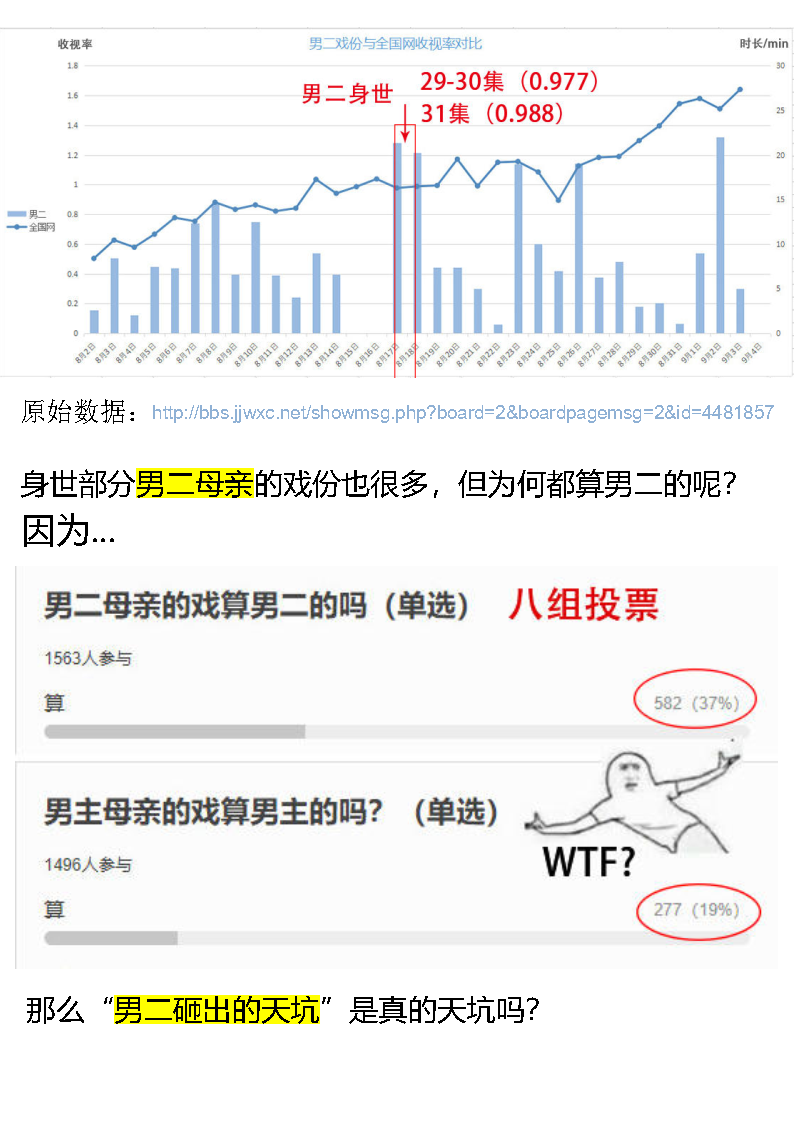 收视率
男二戏份与全国网收视率对比
时长/min
男二身世
29-30集（0.977）
31集（0.988）
1.8
1.6
1.4
1.2
1
0.8
0.6
0.4
0.2
0
30
25
20
15
10
5
0
男二
全国网
8月2日
8月3日
8月4日
8月5日
8月6日
8月7日
8月8日
8月9日
8月10日
8月11日
8月12日
8月13日
8月14日
8月15日
8月16日
8月17日
8月18日
8月19日
8月20日
8月21日
8月22日
8月23日
8月24日
8月25日
8月26日
8月27日
8月28日
8月29日
8月30日
8月31日
9月1日
9月2日
9月3日
9月4日
原始数据：http://bbs.jjwxc.net/showmsg.php?board=2&boardpagemsg=2&id=4481857
身世部分男二母亲的戏份也很多，但为何都算男二的呢？
因为...
男二母亲的戏算男二的吗（单选） 八组投票
1563人参与
算 582（37%）
男主母亲的戏算男主的吗？（单选）
1496人参与
WTF?
算 277（19%）
那么“男二砸出的天坑”是真的天坑吗？